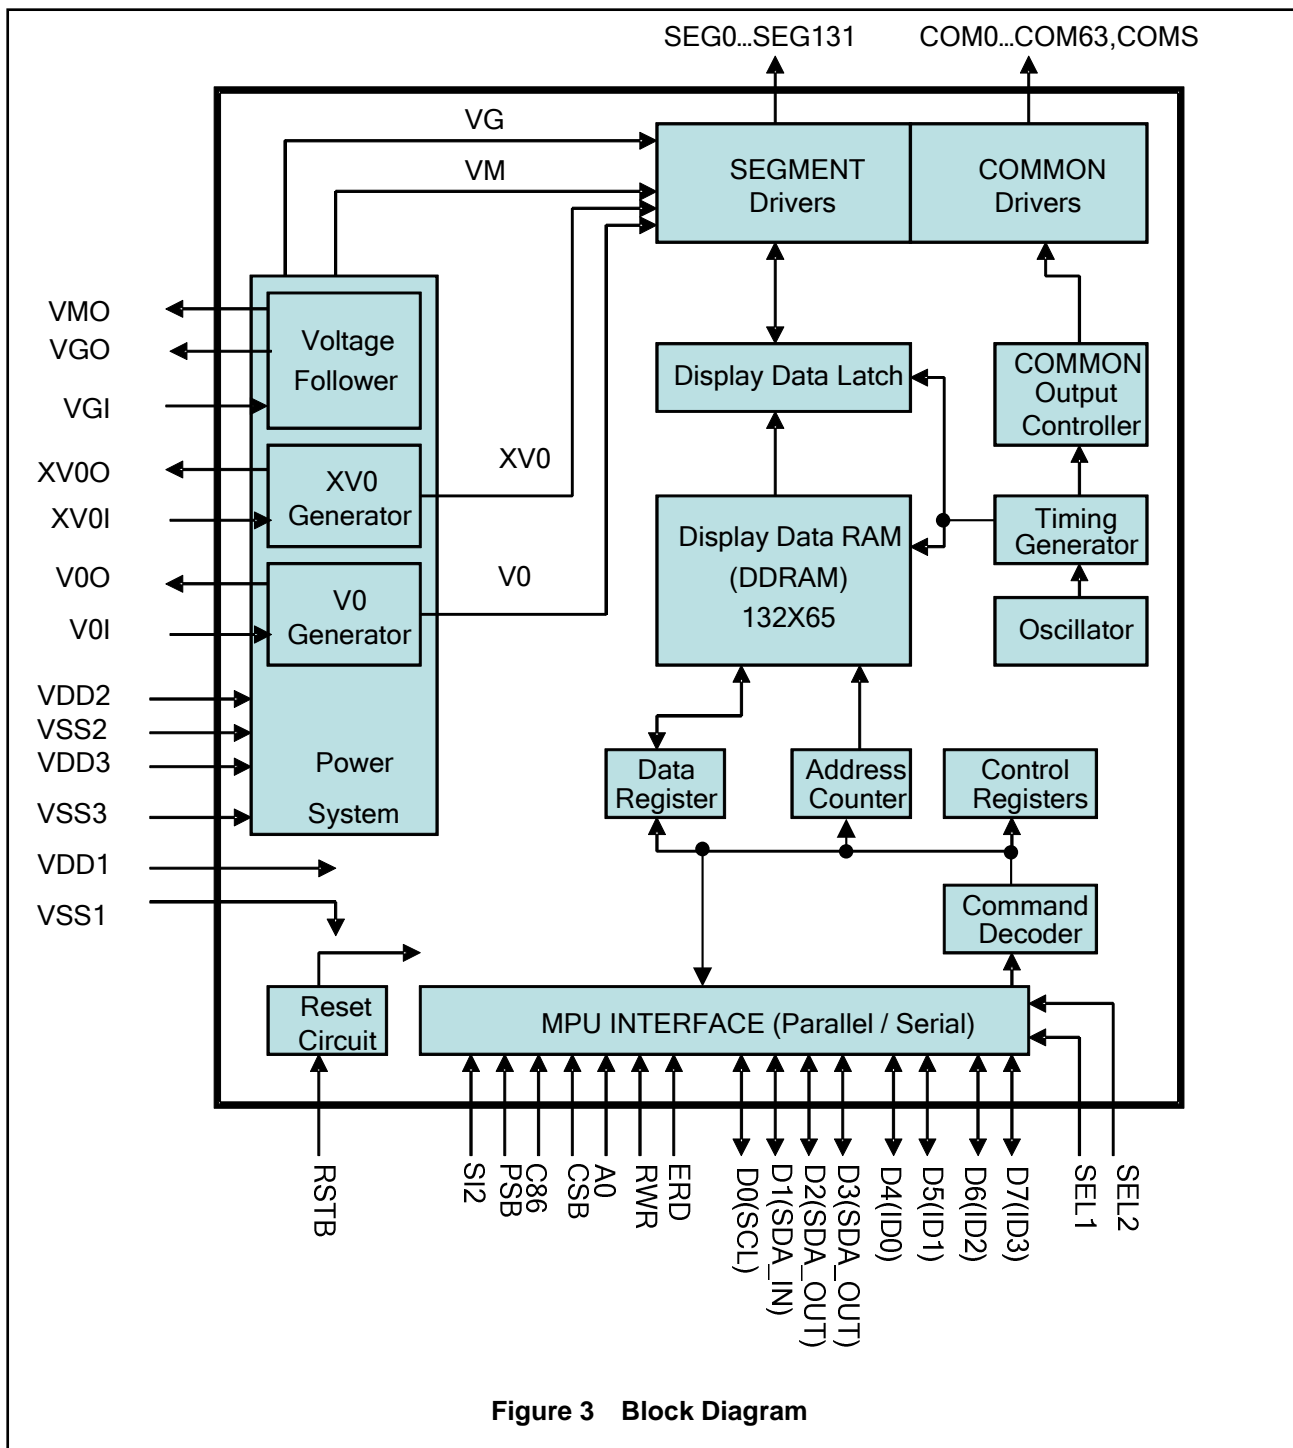 SEG0...SEG131
COM0...COM63,COMS
VG
VM
SEGMENT
Drivers
COMMON
Drivers
VMO
VGO
VGI
XV0O
XV0I
V0O
V0I
VDD2
VSS2
VDD3
VSS3
VDD1
VSS1
Voltage
Follower
XV0
Generator
V0
Generator
Power
System
XV0
V0
Display Data Latch
COMMON
Output
Controller
Display Data RAM
(DDRAM)
132X65
Timing
Generator
Oscillator
Data
Register
Address
Counter
Control
Registers
Command
Decoder
Reset
Circuit
MPU INTERFACE (Parallel / Serial)
RSTB
SI2
PSB
C86
CSB
A0
RWR
ERD
D0(SCL)
D1(SDA_IN)
D2(SDA_OUT)
D3(SDA_OUT)
D4(ID0)
D5(ID1)
D6(ID2)
D7(ID3)
SEL1
SEL2
Figure 3 Block Diagram